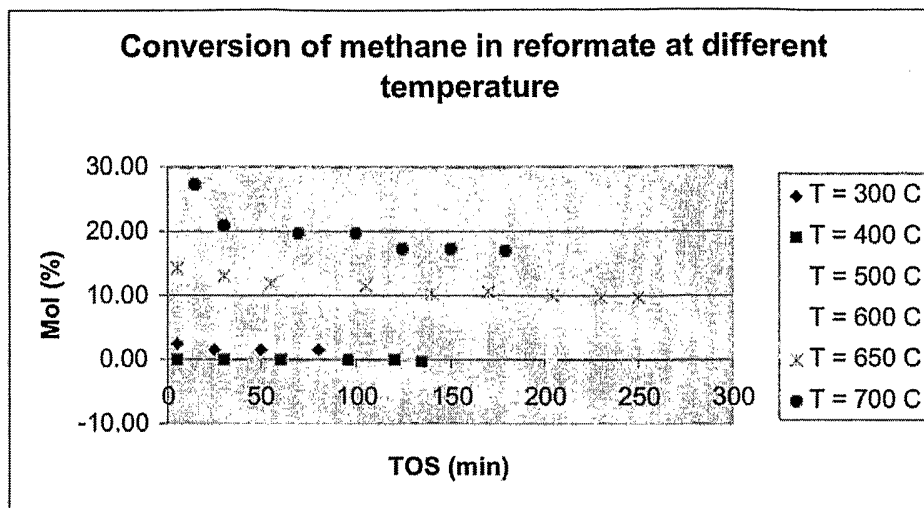 Conversion of methane in reformate at different
temperature
30.00
20.00
10.00
0.00
-10.00
Mol (%)
0
50
100
150
200
250
300
TOS (min)
T = 300 C
T = 400 C
T = 500 C
T = 600 C
T = 650 C
T = 700 C